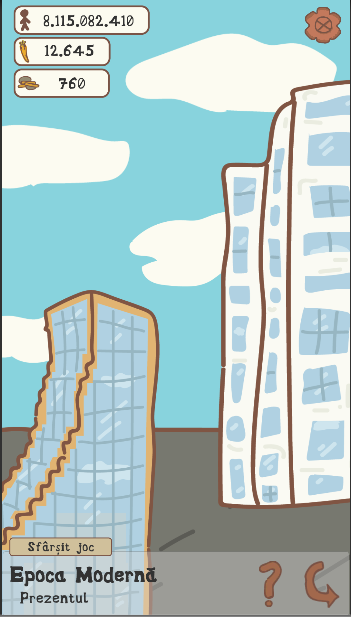 8.115.082.410
12.645
760
Sfârșit joc
Epoca Modernă
Prezentul
?